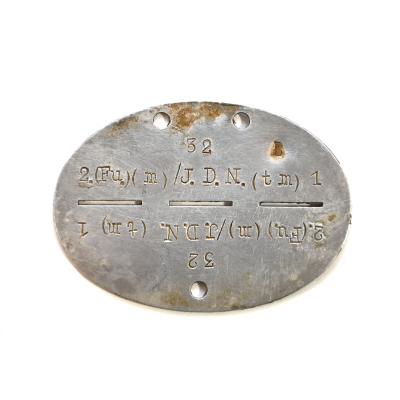 32
2.(Fu.)(m)/J.D.N.(tm) 1
2.(Fu.)(m)/J.D.N. (tm) 1
32